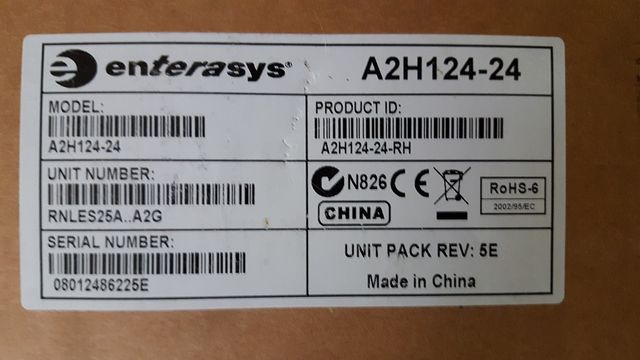 enterasys® A2H124-24
MODEL:
A2H124-24
PRODUCT ID:
A2H124-24-RH
UNIT NUMBER:
RNLES25A..A2G
N826 CE
CHINA
RoHS-6
2002/95/EC
SERIAL NUMBER:
08012486225E
UNIT PACK REV: 5E
Made in China